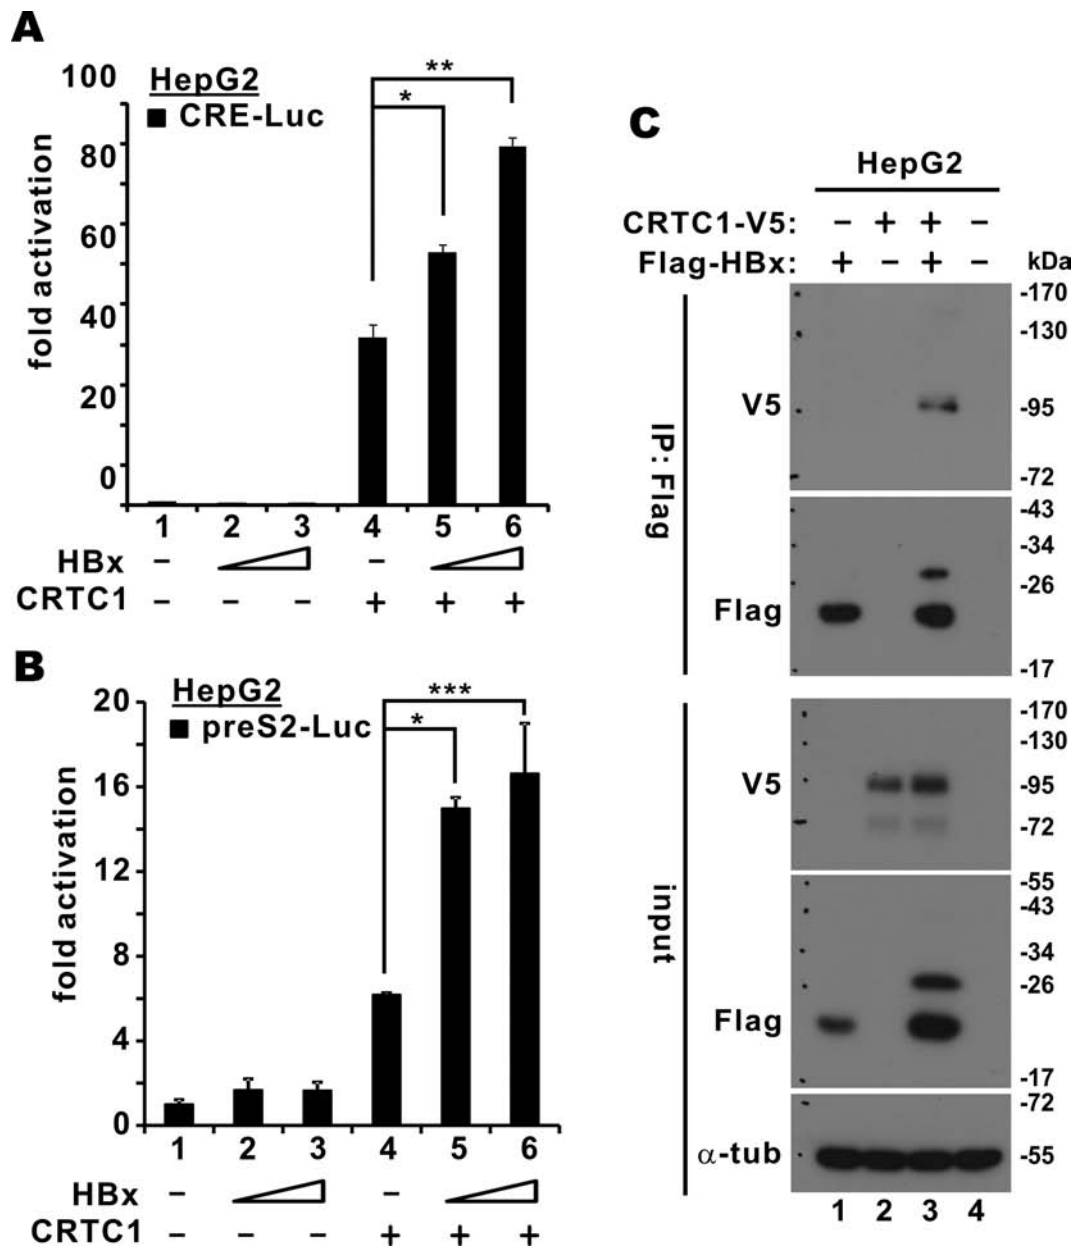 A
HepG2
■ CRE-Luc
fold activation
100
80
60
40
20
0
** 
*
1 2 3 4 5 6
HBx – –
CRTC1 – – – + + +
B
HepG2
■ preS2-Luc
fold activation
20
16
12
8
4
0
***
*
1 2 3 4 5 6
HBx – –
CRTC1 – – – + + +
C
HepG2
CRTC1-V5: – + + –
Flag-HBx: + – + –
kDa
IP: Flag
V5
-170
-130
-95
-72
Flag
-43
-34
-26
-17
input
V5
-170
-130
-95
-72
Flag
-55
-43
-34
-26
-17
α-tub
-72
-55
1 2 3 4